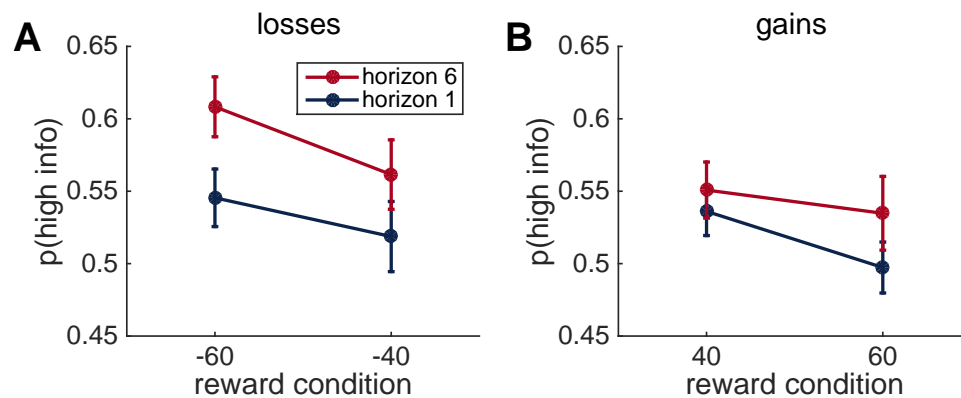 A
losses
0.65
0.6
0.55
0.5
0.45
p(high info)
horizon 6
horizon 1
-60
-40
reward condition
B
gains
0.65
0.6
0.55
0.5
0.45
p(high info)
40
60
reward condition